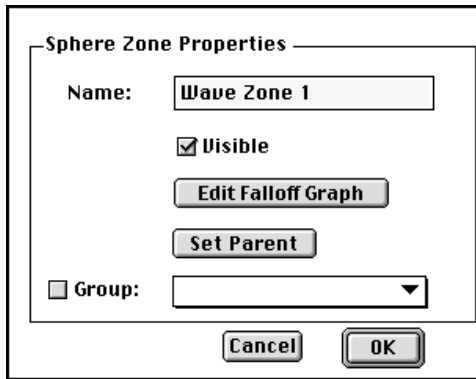 Sphere Zone Properties
Name: Wave Zone 1
Visible
Edit Falloff Graph
Set Parent
Group:
Cancel OK